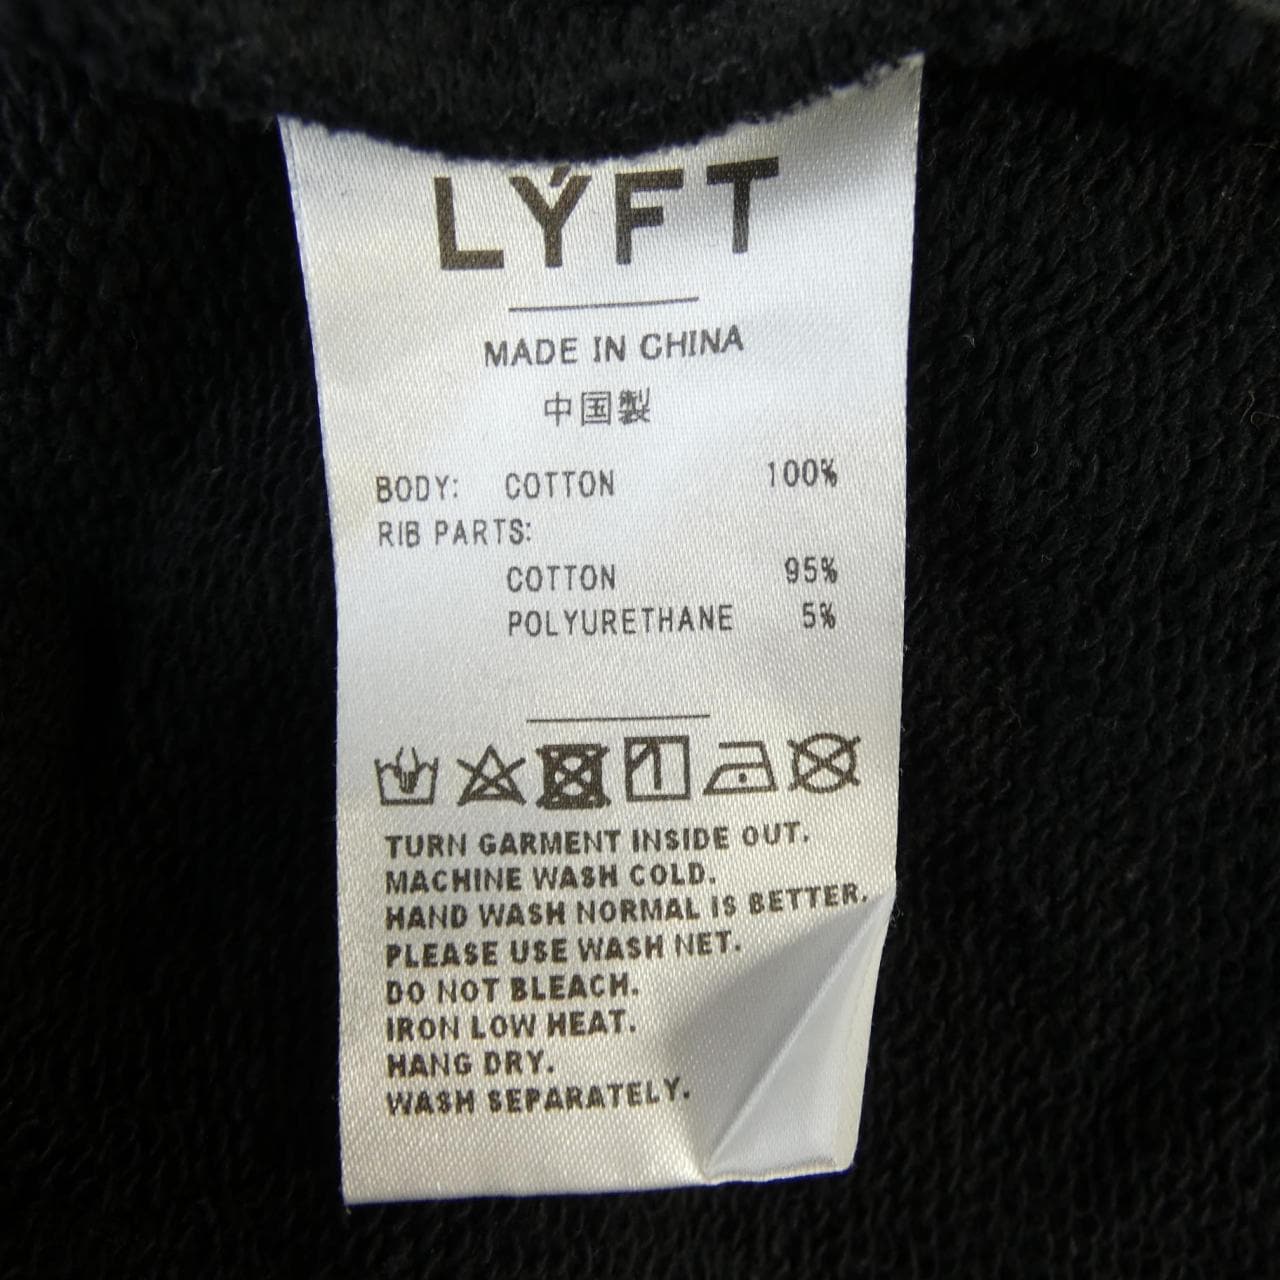 LÝFT
MADE IN CHINA
中国製
BODY: COTTON 100%
RIB PARTS:
COTTON 95%
POLYURETHANE 5%
TURN GARMENT INSIDE OUT.
MACHINE WASH COLD.
HAND WASH NORMAL IS BETTER.
PLEASE USE WASH NET.
DO NOT BLEACH.
IRON LOW HEAT.
HANG DRY.
WASH SEPARATELY.